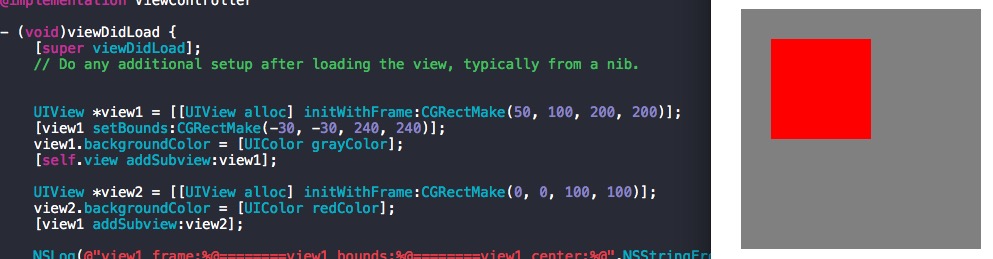 @implementation ViewController
- (void)viewDidLoad {
[super viewDidLoad];
// Do any additional setup after loading the view, typically from a nib.
UIView *view1 = [[UIView alloc] initWithFrame:CGRectMake(50, 100, 200, 200)];
[view1 setBounds:CGRectMake(-30, -30, 240, 240)];
view1.backgroundColor = [UIColor grayColor];
[self.view addSubview:view1];
UIView *view2 = [[UIView alloc] initWithFrame:CGRectMake(0, 0, 100, 100)];
view2.backgroundColor = [UIColor redColor];
[view1 addSubview:view2];
NSLog(@"view1 frame:%@========view1 bounds:%@========view1 center:%@",NSStringFr